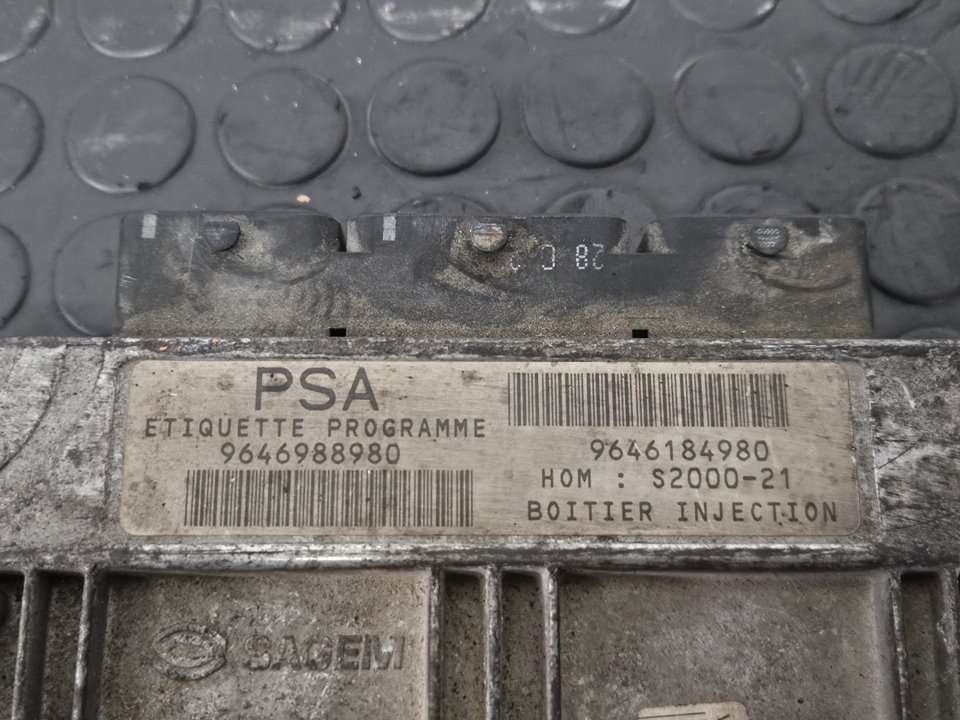 28 C
PSA
ETIQUETTE PROGRAMME
9646988980
9646184980
HOM : S2000-21
BOITIER INJECTION
SAGEM